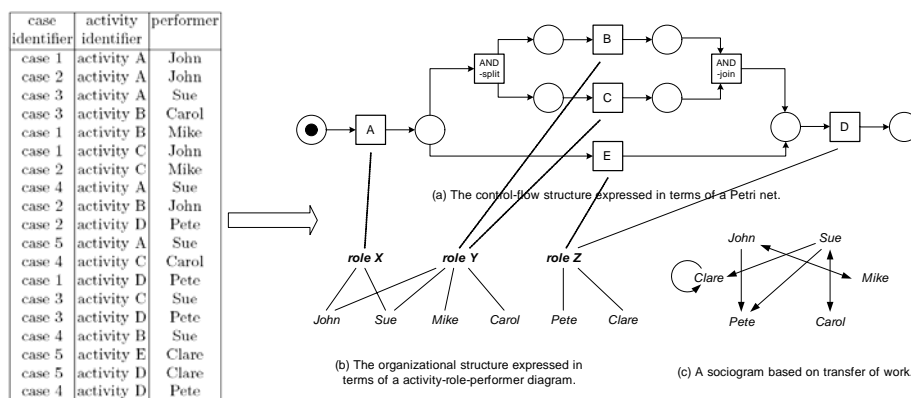 case identifier activity identifier performer
case 1 activity A John
case 2 activity A John
case 3 activity A Sue
case 3 activity B Carol
case 1 activity B Mike
case 1 activity C John
case 2 activity C Mike
case 4 activity A Sue
case 2 activity B John
case 2 activity D Pete
case 5 activity A Sue
case 4 activity C Carol
case 1 activity D Pete
case 3 activity C Sue
case 3 activity D Pete
case 4 activity B Sue
case 5 activity E Clare
case 5 activity D Clare
case 4 activity D Pete
A
AND
-split
B
C
E
AND
-join
D
(a) The control-flow structure expressed in terms of a Petri net.
role X role Y role Z
John Sue Mike Carol Pete Clare
(b) The organizational structure expressed in
terms of a activity-role-performer diagram.
John Sue
Clare Mike
Pete Carol
(c) A sociogram based on transfer of work.